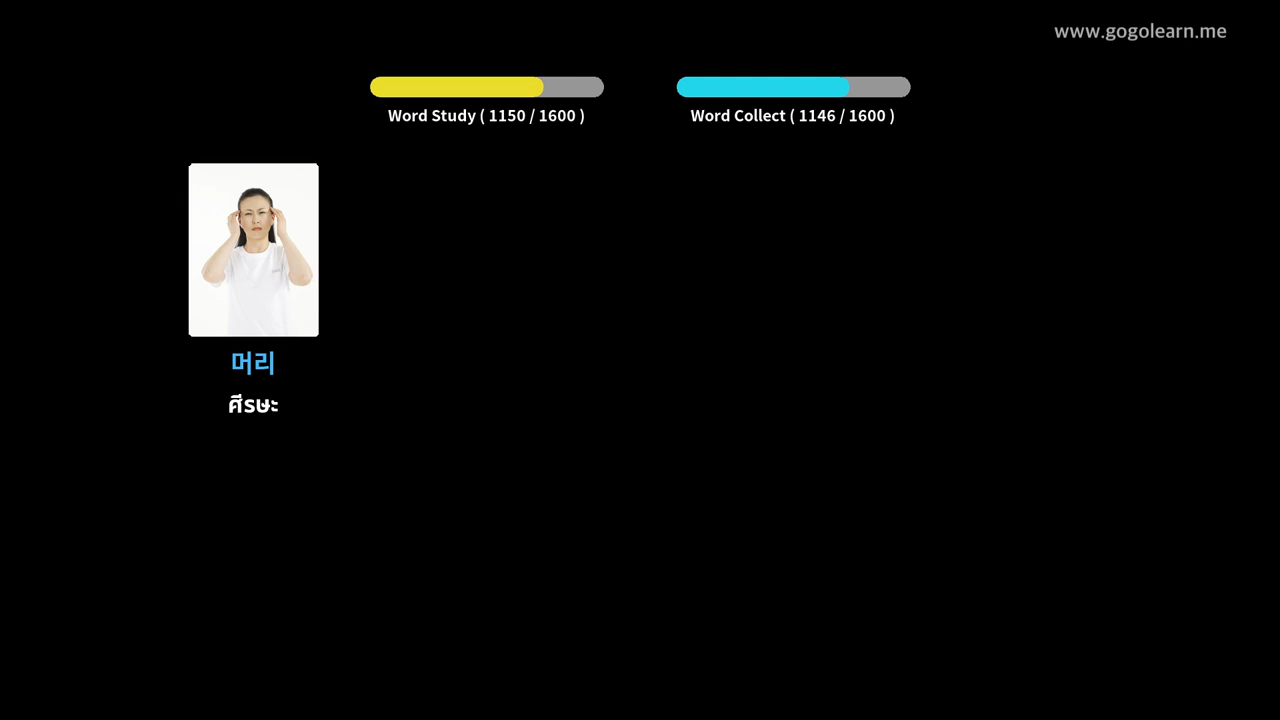 www.gogolearn.me
Word Study ( 1150 / 1600 )
Word Collect ( 1146 / 1600 )
머리
ศีรษะ